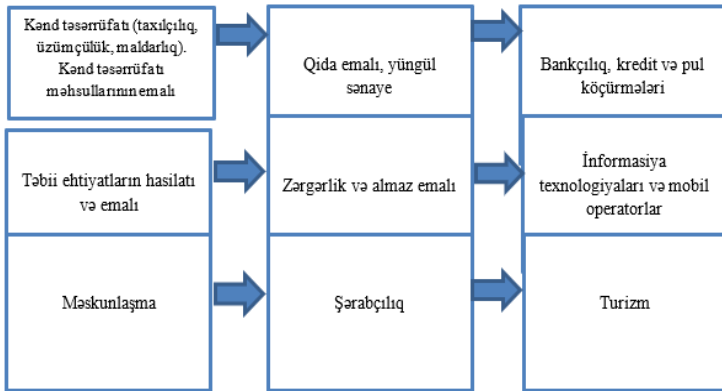 Kənd təsərrüfatı (taxılçılıq,
üzümçülük, maldarlıq).
Kənd təsərrüfatı
məhsullarının emalı
Qida emalı, yüngül
sənaye
Bankçılıq, kredit və pul
köçürmələri
Təbii ehtiyatların hasilatı
və emalı
Zərgərlik və almaz emalı
İnformasiya
texnologiyaları və mobil
operatorlar
Məskunlaşma
Şərabçılıq
Turizm